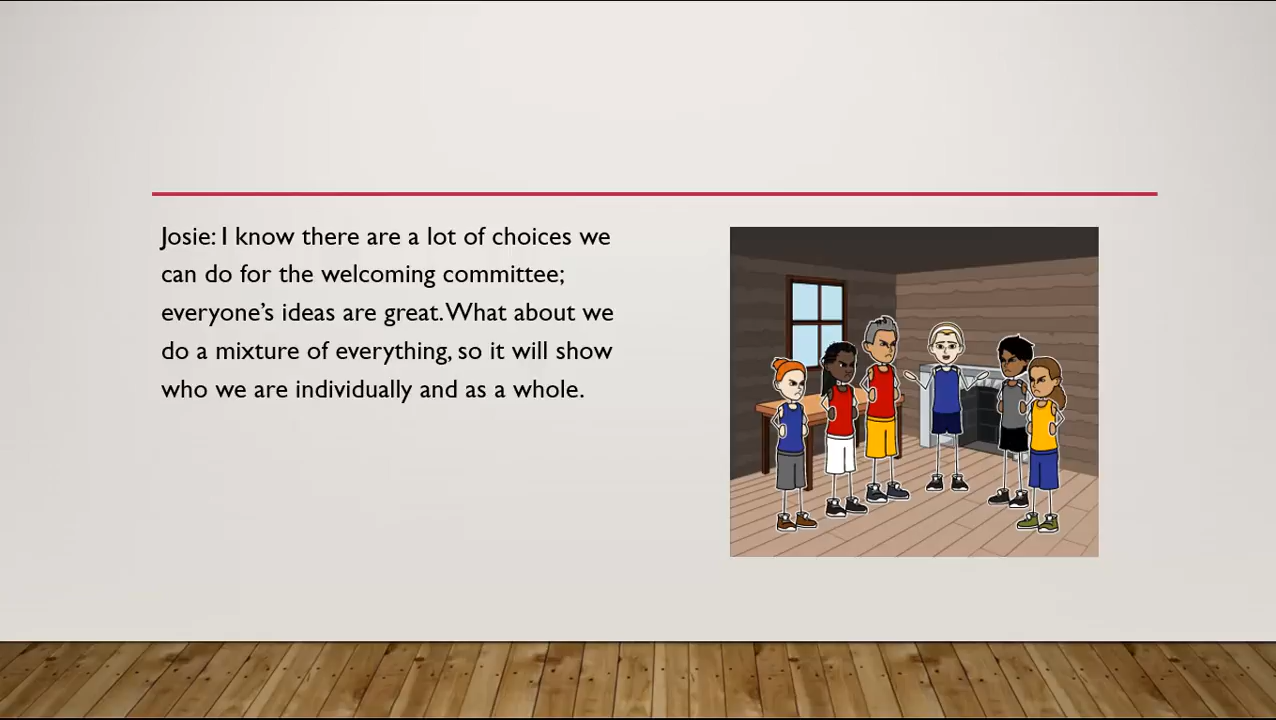 Josie: I know there are a lot of choices we
can do for the welcoming committee;
everyone’s ideas are great. What about we
do a mixture of everything, so it will show
who we are individually and as a whole.